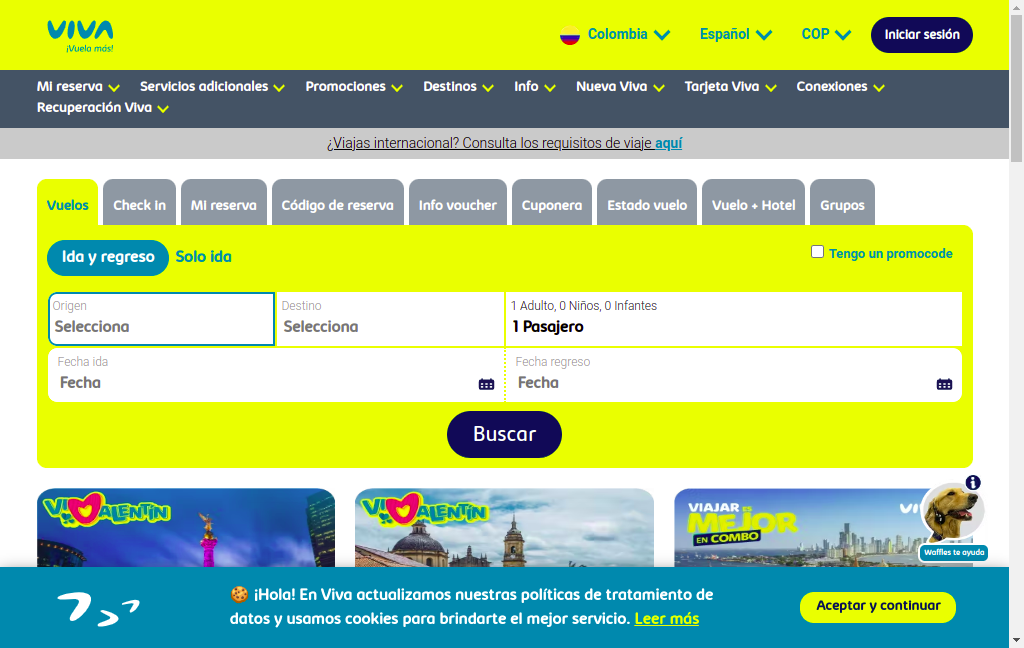 VIVA
¡Vuela más!
Colombia
Español
COP
Iniciar sesión
Mi reserva
Servicios adicionales
Promociones
Destinos
Info
Nueva Viva
Tarjeta Viva
Conexiones
Recuperación Viva
¿Viajas internacional? Consulta los requisitos de viaje aquí
Vuelos
Check In
Mi reserva
Código de reserva
Info voucher
Cuponera
Estado vuelo
Vuelo + Hotel
Grupos
Ida y regreso
Solo ida
Tengo un promocode
Origen
Selecciona
Destino
Selecciona
1 Adulto, 0 Niños, 0 Infantes
1 Pasajero
Fecha ida
Fecha
Fecha regreso
Fecha
Buscar
VIVALENTÍN
VIVALENTÍN
VIAJAR ES
MEJOR
EN COMBO
Waffles te ayuda
🍪 ¡Hola! En Viva actualizamos nuestras políticas de tratamiento de
datos y usamos cookies para brindarte el mejor servicio. Leer más
Aceptar y continuar